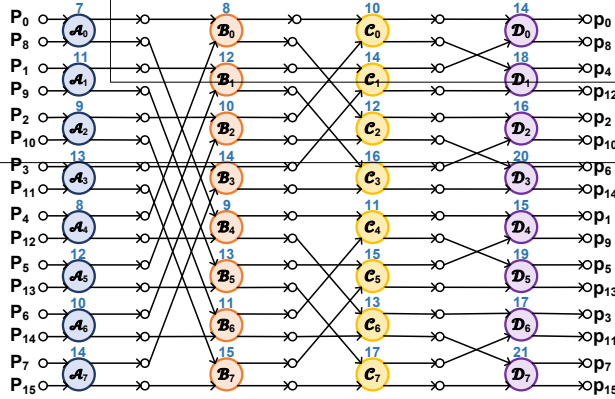 7 8 10 14
P0 A0 B0 C0 D0 p0
P8 p8
11 12 14 18
P1 A1 B1 C1 D1 p4
P9 p12
9 10 12 16
P2 A2 B2 C2 D2 p2
P10 p10
13 14 16 20
P3 A3 B3 C3 D3 p6
P11 p14
8 9 11 15
P4 A4 B4 C4 D4 p1
P12 p9
12 13 15 19
P5 A5 B5 C5 D5 p5
P13 p13
10 11 13 17
P6 A6 B6 C6 D6 p3
P14 p11
14 15 17 21
P7 A7 B7 C7 D7 p7
P15 p15